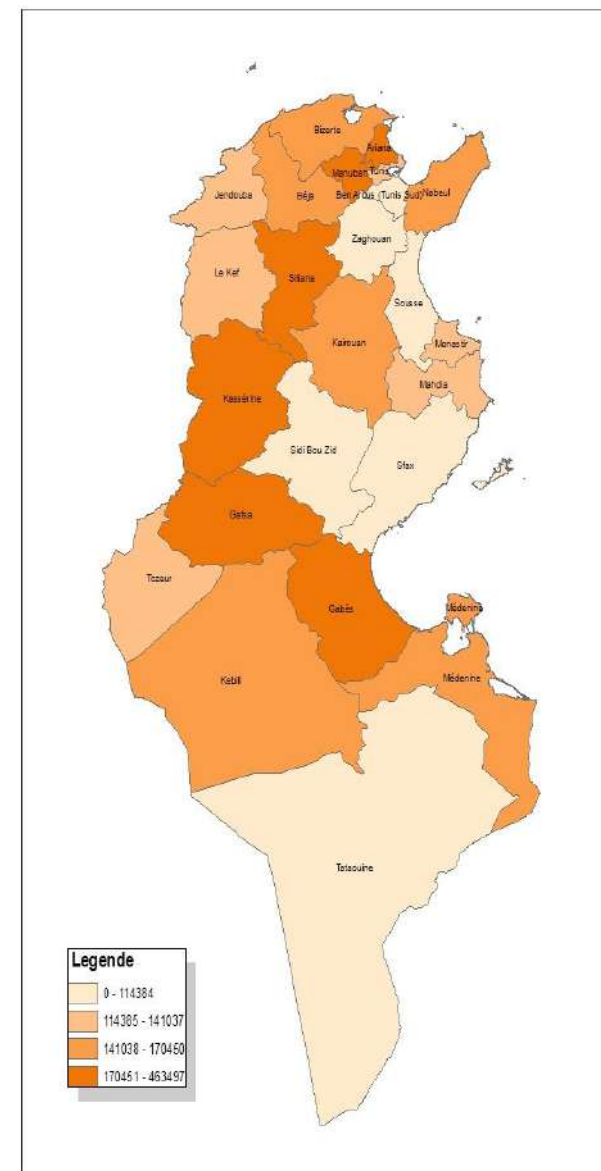 Bizerte
Ariana
Manubah
Tunis
Jendouba
Béja
Ben Arous (Tunis Sud)
Nabeul
Zaghouan
Le Kef
Siliana
Sousse
Kairouan
Monastir
Mahdia
Kassérine
Sidi Bou Zid
Sfax
Gafsa
Tozeur
Gabès
Médenine
Kebili
Médenine
Tataouine
Legende
0 - 114384
114385 - 141037
141038 - 170450
170451 - 463497